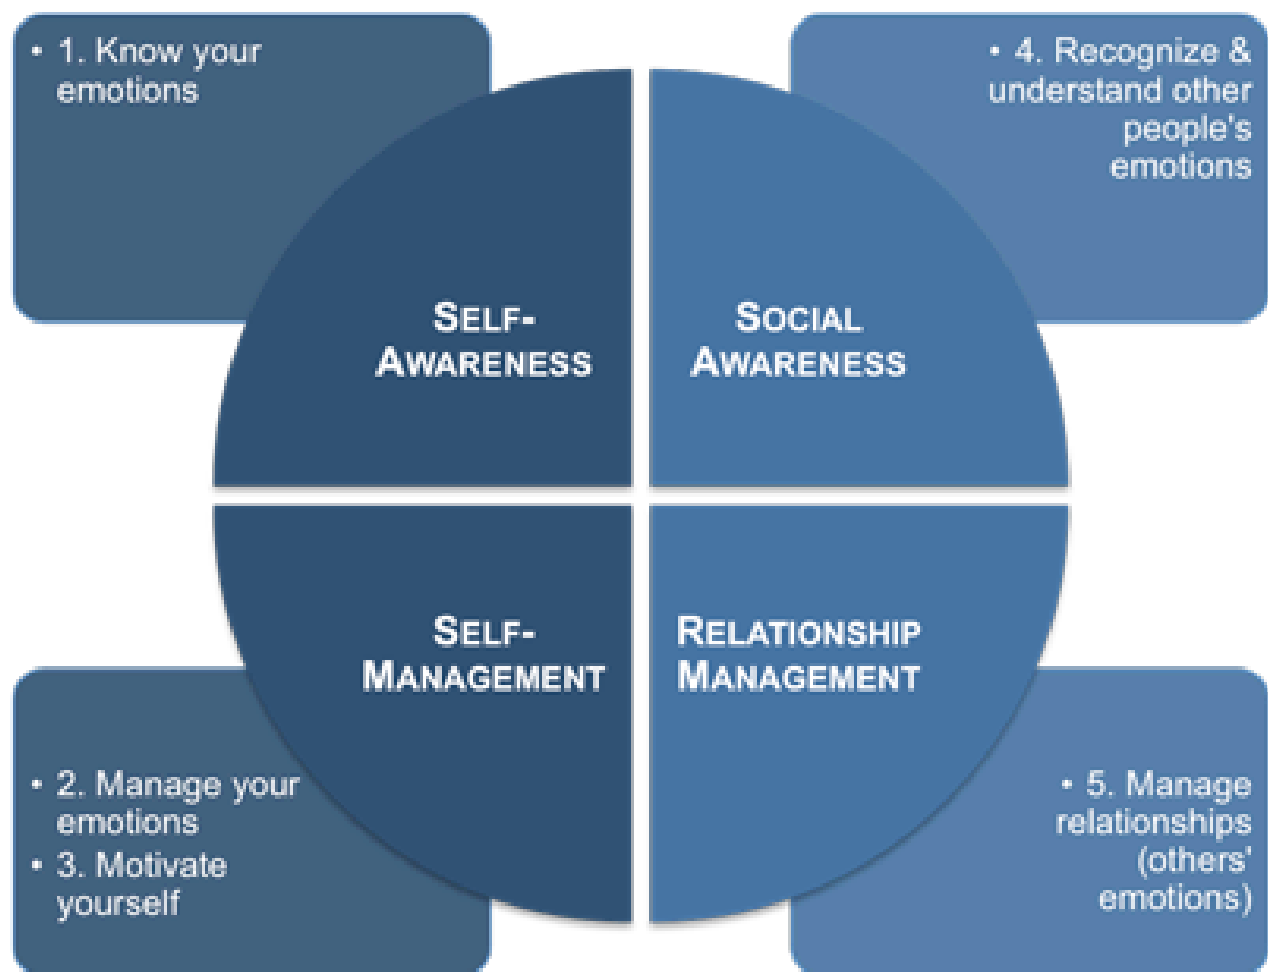 • 1. Know your
emotions
• 4. Recognize &
understand other
people's
emotions
SELF-
AWARENESS
SOCIAL
AWARENESS
SELF-
MANAGEMENT
RELATIONSHIP
MANAGEMENT
• 2. Manage your
emotions
• 3. Motivate
yourself
• 5. Manage
relationships
(others'
emotions)